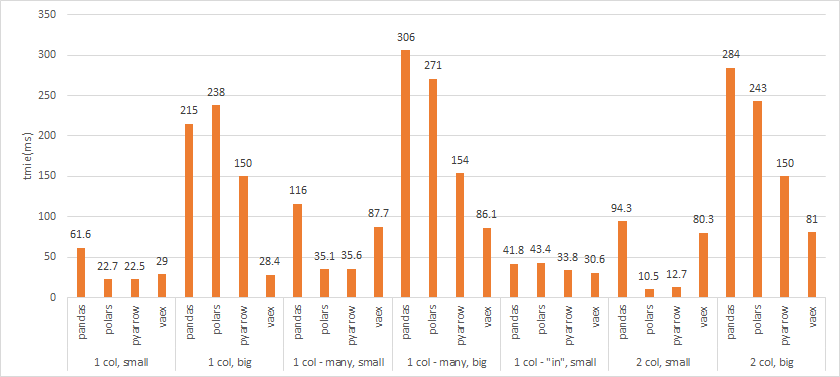 350
300
250
200
150
100
50
0
tmie(ms)
61.6
22.7
22.5
29
215
238
150
28.4
116
35.1
35.6
87.7
306
271
154
86.1
41.8
43.4
33.8
30.6
94.3
10.5
12.7
80.3
284
243
150
81
pandas
polars
pyarrow
vaex
pandas
polars
pyarrow
vaex
pandas
polars
pyarrow
vaex
pandas
polars
pyarrow
vaex
pandas
polars
pyarrow
vaex
pandas
polars
pyarrow
vaex
pandas
polars
pyarrow
vaex
1 col, small
1 col, big
1 col - many, small
1 col - many, big
1 col - "in", small
2 col, small
2 col, big